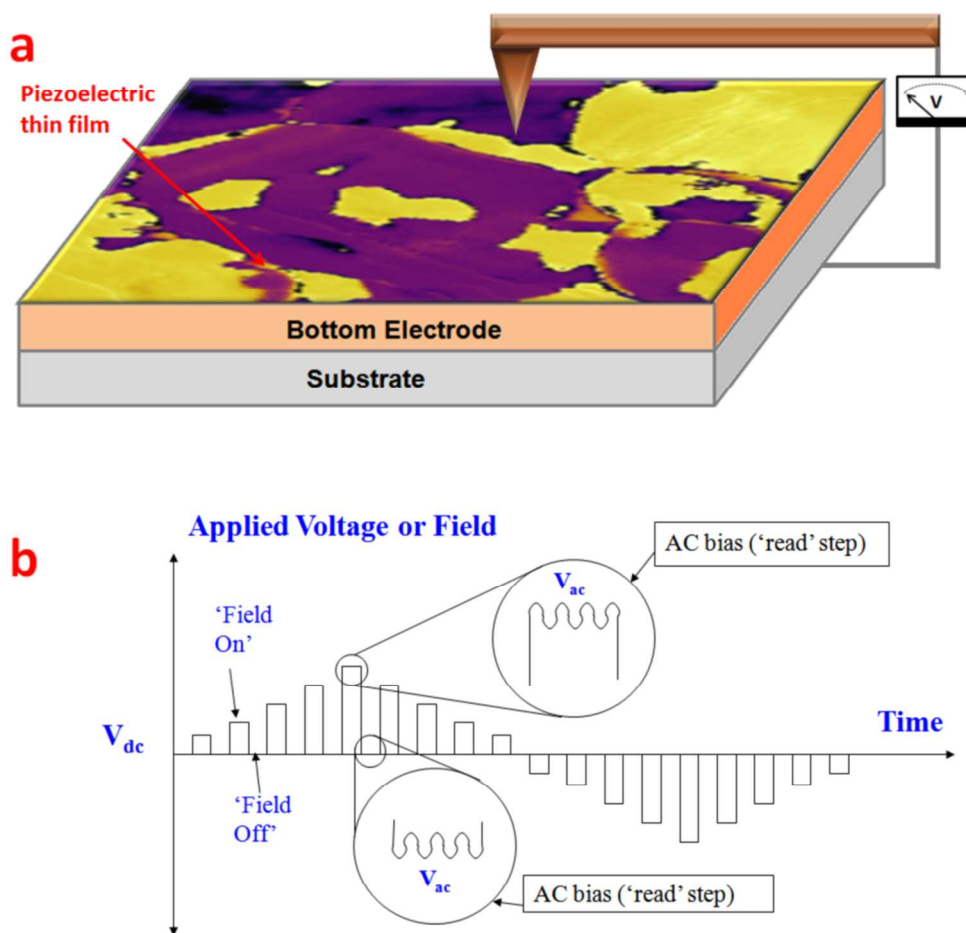 a
Piezoelectric
thin film
V
Bottom Electrode
Substrate
b
Applied Voltage or Field
AC bias (‘read’ step)
Vac
‘Field
On’
Vdc
Time
‘Field
Off’
Vac
AC bias (‘read’ step)